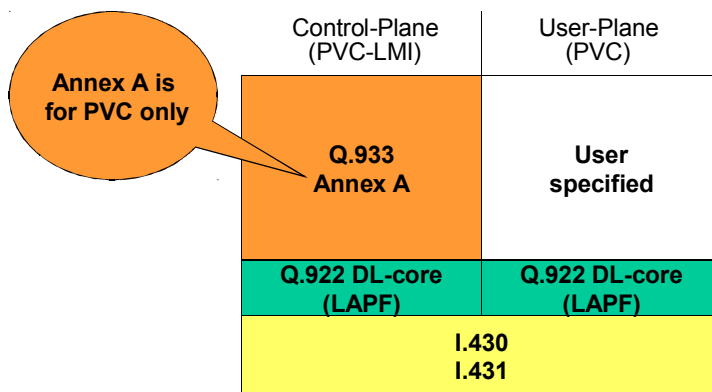 Control-Plane
(PVC-LMI)
User-Plane
(PVC)
Annex A is
for PVC only
Q.933
Annex A
User
specified
Q.922 DL-core
(LAPF)
Q.922 DL-core
(LAPF)
I.430
I.431